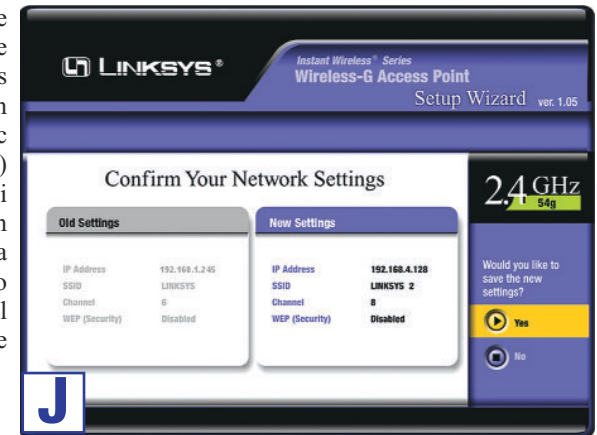 e
e
s
n
c
)
i
n
a
o
l
e
LINKSYS®
Instant Wireless® Series
Wireless-G Access Point
Setup Wizard ver. 1.05
Confirm Your Network Settings
2.4 GHz
54g
Old Settings
IP Address 192.168.1.245
SSID LINKSYS
Channel 6
WEP (Security) Disabled
New Settings
IP Address 192.168.4.128
SSID LINKSYS 2
Channel 8
WEP (Security) Disabled
Would you like to
save the new
settings?
Yes
No
J